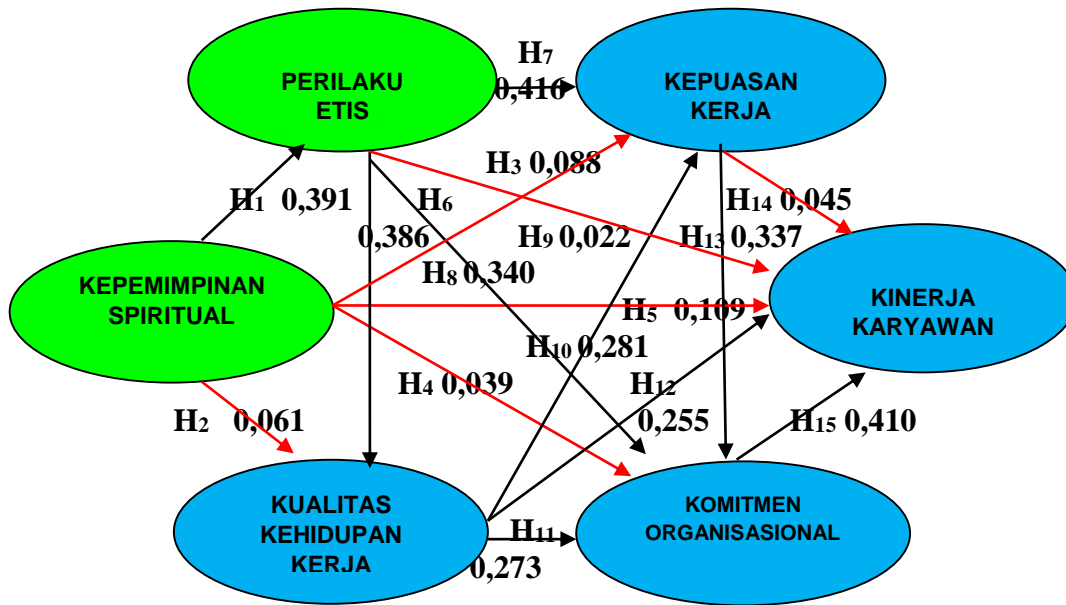 H7
0,416
PERILAKU
ETIS
KEPUASAN
KERJA
H3 0,088
H1 0,391
H6
0,386
H14 0,045
H9 0,022
H13 0,337
H8 0,340
KEPEMIMPINAN
SPIRITUAL
H5 0,109
KINERJA
KARYAWAN
H10 0,281
H4 0,039
H12
0,255
H2 0,061
H15 0,410
KUALITAS
KEHIDUPAN
KERJA
KOMITMEN
ORGANISASIONAL
H11
0,273